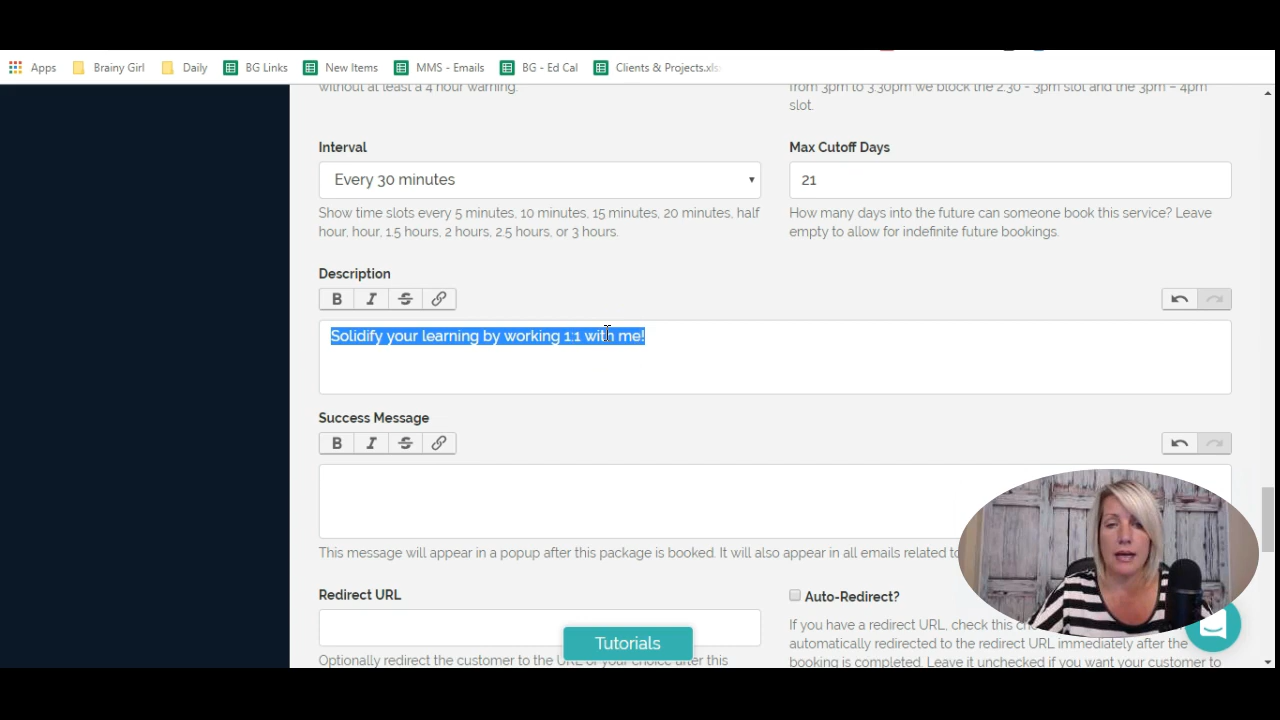 Apps Brainy Girl Daily BG Links New Items MMS - Emails BG - Ed Cal Clients & Projects.xls
without at least a 4 hour warning.
from 3pm to 3.30pm we block the 2.30 - 3pm slot and the 3pm – 4pm
slot.
Interval
Max Cutoff Days
Every 30 minutes
21
Show time slots every 5 minutes, 10 minutes, 15 minutes, 20 minutes, half
hour, hour, 1.5 hours, 2 hours, 2.5 hours, or 3 hours.
How many days into the future can someone book this service? Leave
empty to allow for indefinite future bookings.
Description
B I S
Solidify your learning by working 1:1 with me!
Success Message
B I S
This message will appear in a popup after this package is booked. It will also appear in all emails related to
Redirect URL
Auto-Redirect?
If you have a redirect URL, check this
automatically redirected to the redirect URL immediately after the
booking is completed. Leave it unchecked if you want your customer to
Tutorials
Optionally redirect the customer to the URL of your choice after this